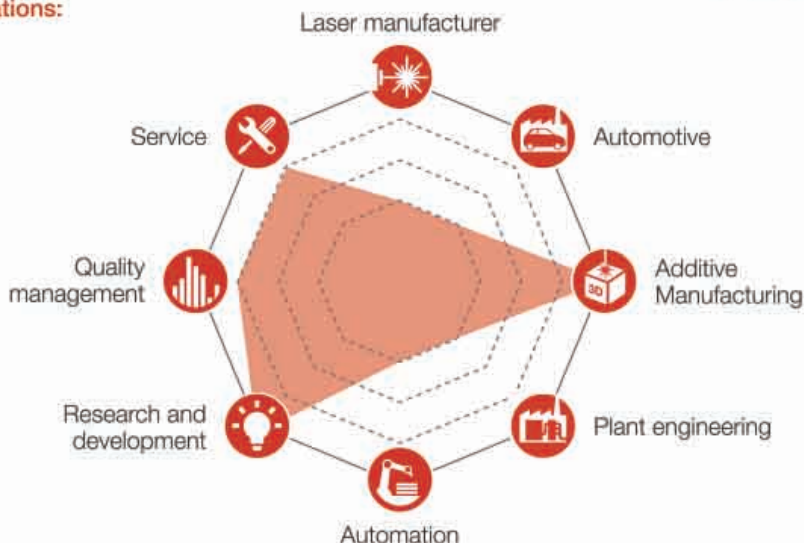 Laser manufacturer
Service
Automotive
Quality
management
Additive
Manufacturing
3D
Research and
development
Plant engineering
Automation